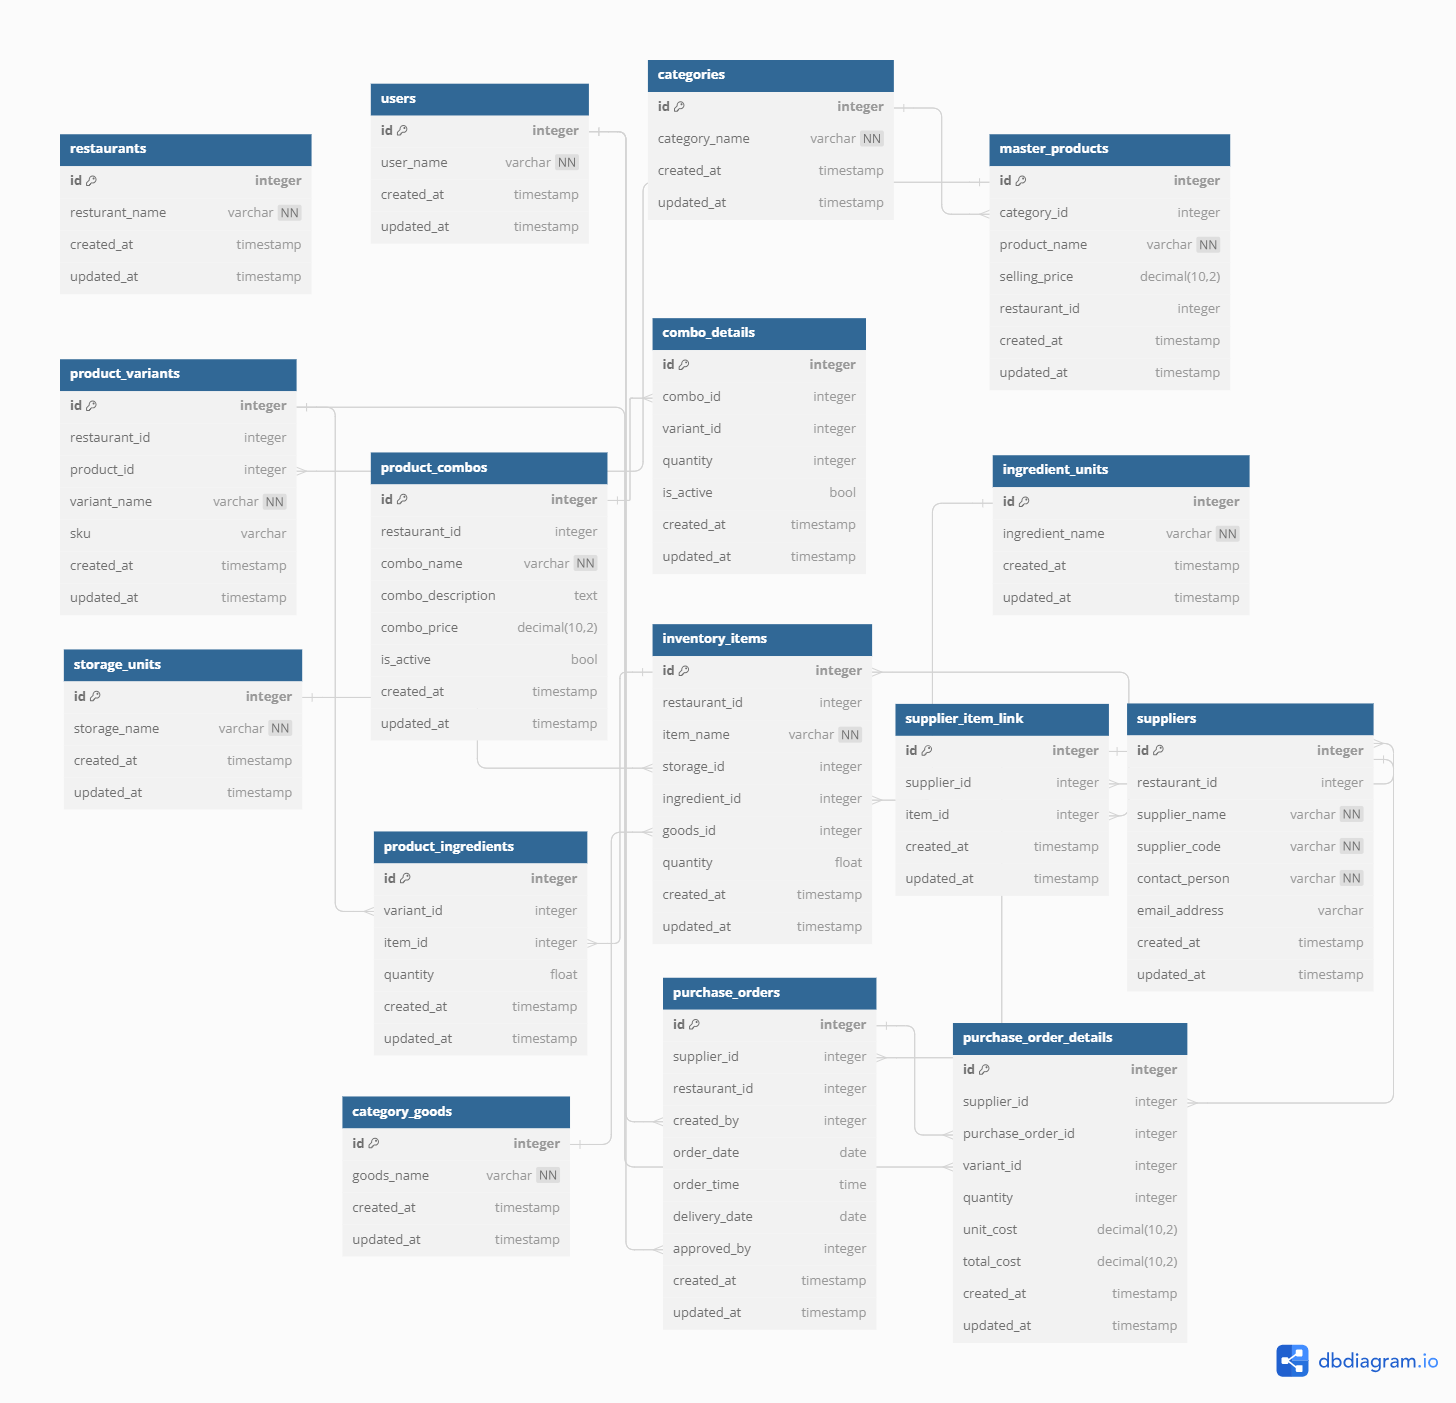 categories
id integer
category_name varchar NN
created_at timestamp
updated_at timestamp
users
id integer
user_name varchar NN
created_at timestamp
updated_at timestamp
restaurants
id integer
resturant_name varchar NN
created_at timestamp
updated_at timestamp
master_products
id integer
category_id integer
product_name varchar NN
selling_price decimal(10,2)
restaurant_id integer
created_at timestamp
updated_at timestamp
combo_details
id integer
combo_id integer
variant_id integer
quantity integer
is_active bool
created_at timestamp
updated_at timestamp
product_variants
id integer
restaurant_id integer
product_id integer
variant_name varchar NN
sku varchar
created_at timestamp
updated_at timestamp
product_combos
id integer
restaurant_id integer
combo_name varchar NN
combo_description text
combo_price decimal(10,2)
is_active bool
created_at timestamp
updated_at timestamp
ingredient_units
id integer
ingredient_name varchar NN
created_at timestamp
updated_at timestamp
storage_units
id integer
storage_name varchar NN
created_at timestamp
updated_at timestamp
inventory_items
id integer
restaurant_id integer
item_name varchar NN
storage_id integer
ingredient_id integer
goods_id integer
quantity float
created_at timestamp
updated_at timestamp
supplier_item_link
id integer
supplier_id integer
item_id integer
created_at timestamp
updated_at timestamp
suppliers
id integer
restaurant_id integer
supplier_name varchar NN
supplier_code varchar NN
contact_person varchar NN
email_address varchar
created_at timestamp
updated_at timestamp
product_ingredients
id integer
variant_id integer
item_id integer
quantity float
created_at timestamp
updated_at timestamp
purchase_orders
id integer
supplier_id integer
restaurant_id integer
created_by integer
order_date date
order_time time
delivery_date date
approved_by integer
created_at timestamp
updated_at timestamp
purchase_order_details
id integer
supplier_id integer
purchase_order_id integer
variant_id integer
quantity integer
unit_cost decimal(10,2)
total_cost decimal(10,2)
created_at timestamp
updated_at timestamp
category_goods
id integer
goods_name varchar NN
created_at timestamp
updated_at timestamp
dbdiagram.io